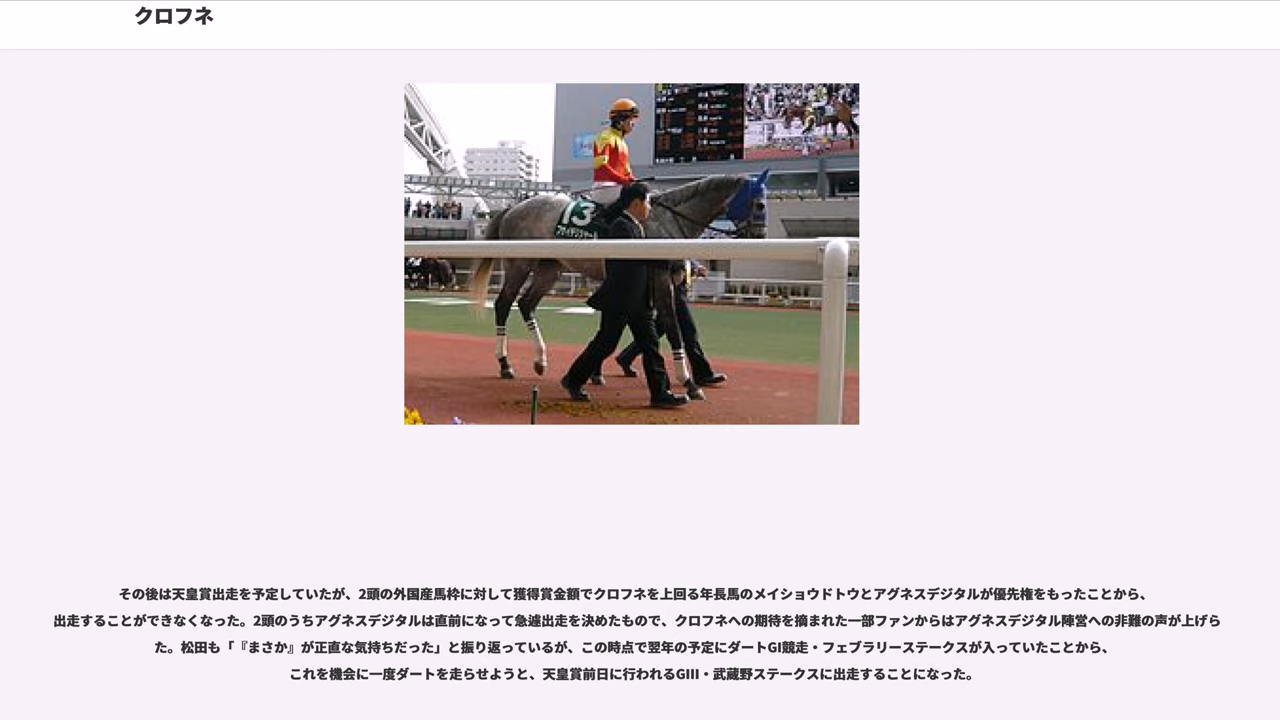 クロフネ
13
その後は天皇賞出走を予定していたが、2頭の外国産馬枠に対して獲得賞金額でクロフネを上回る年長馬のメイショウドトウとアグネスデジタルが優先権をもったことから、
出走することができなくなった。2頭のうちアグネスデジタルは直前になって急遽出走を決めたもので、クロフネへの期待を摘まれた一部ファンからはアグネスデジタル陣営への非難の声が上げら
た。松田も「『まさか』が正直な気持ちだった」と振り返っているが、この時点で翌年の予定にダートGI競走・フェブラリーステークスが入っていたことから、
これを機会に一度ダートを走らせようと、天皇賞前日に行われるGIII・武蔵野ステークスに出走することになった。